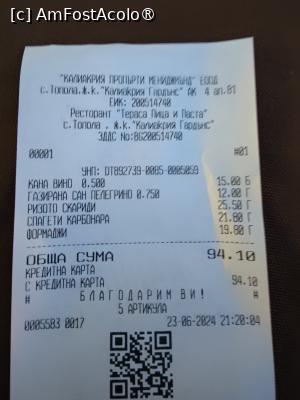 [c] AmFostAcolo®
"КАЛИАКРИЯ ПРОПЪРТИ МЕНИДЖМЪНД" ЕООД
с.Топола.ж.к."Калиакрия Гардънс" АК 4 ап.81
ЕИК: 200514740
Ресторант "Тераса Пица и Паста"
с.Топола , ж.к."Калиакрия Гардънс"
ЗДДС No:BG200514740
00001 #01
УНП: DT892739-0085-0005059
КАНА ВИНО 0.500 15.00 Б
ГАЗИРАНА САН ПЕЛЕГРИНО 0.750 12.00 Г
РИЗОТО СКАРИДИ 25.50 Г
СПАГЕТИ КАРБОНАРА 21.80 Г
ФОРМАДЖИ 19.80 Г
ОБЩА СУМА 94.10
КРЕДИТНА КАРТА
С КРЕДИТНА КАРТА 94.10
# БЛАГОДАРИМ ВИ! #
5 АРТИКУЛА
0005583 0017 23-06-2024 21:20:04